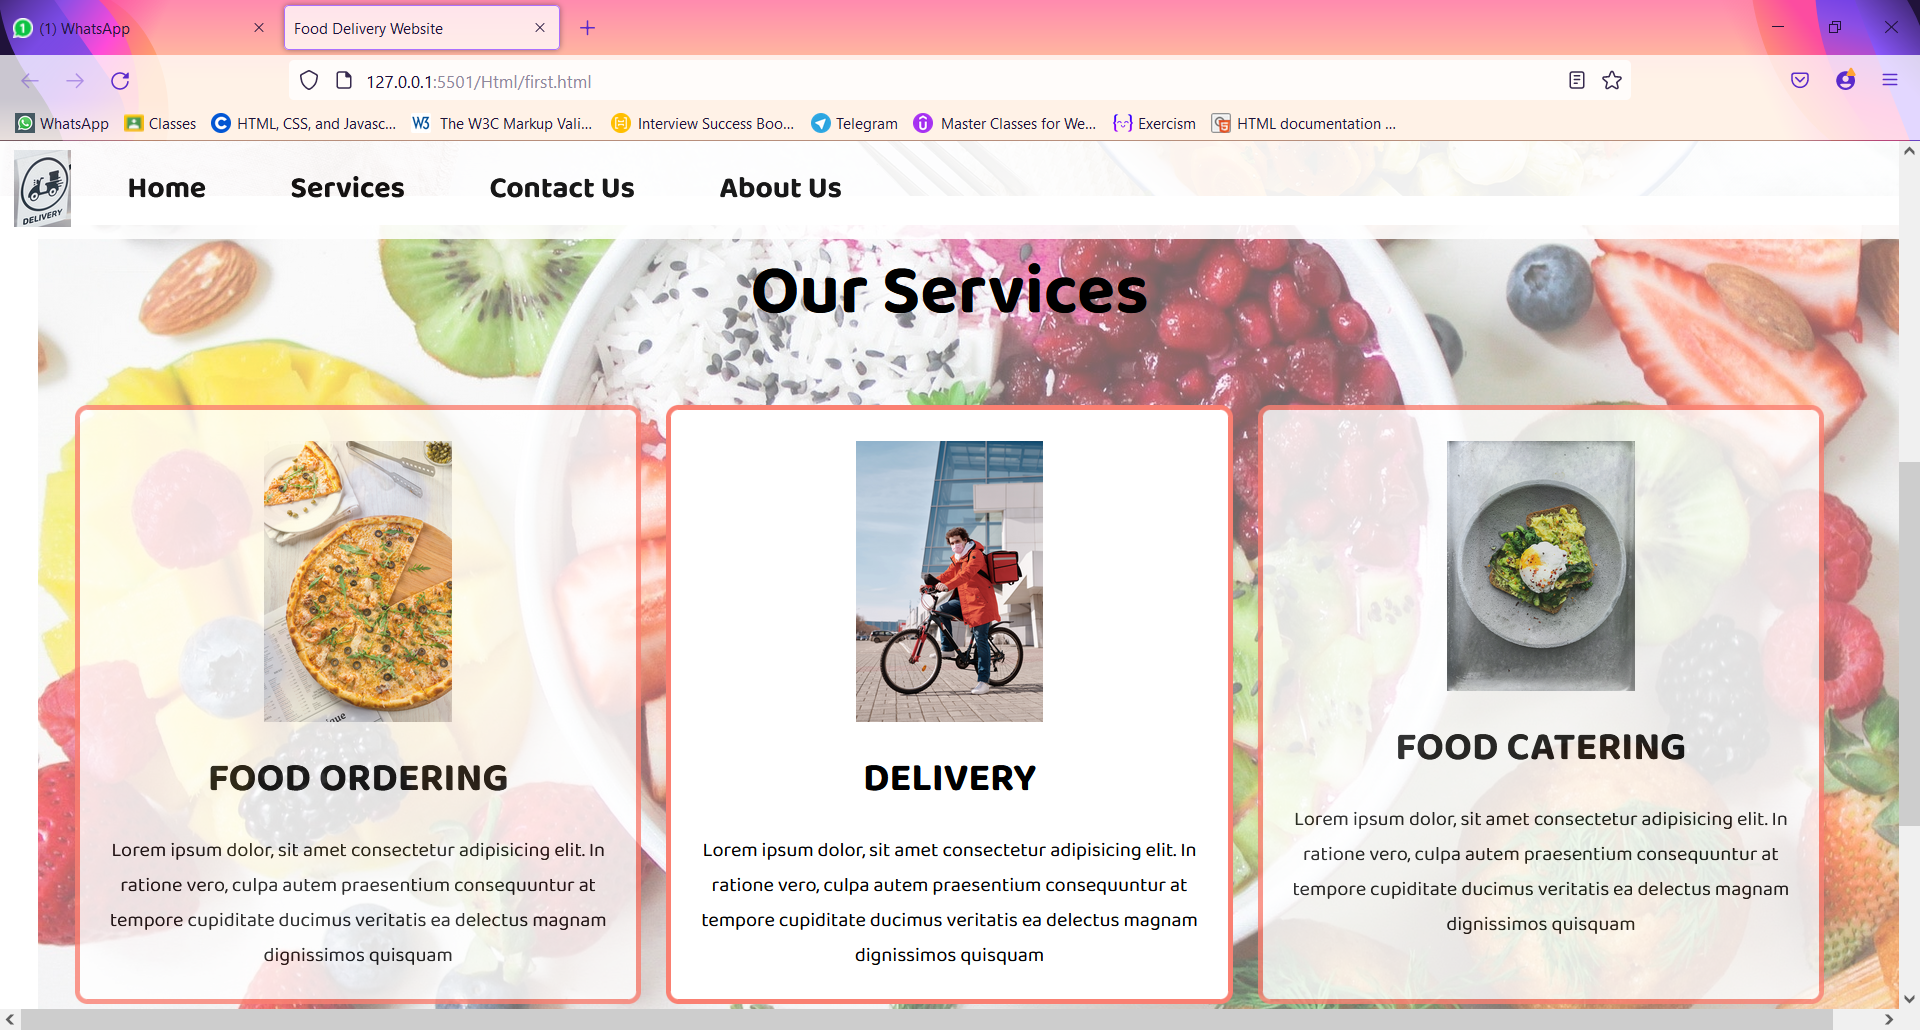 (1) WhatsApp
Food Delivery Website
127.0.0.1:5501/Html/first.html
WhatsApp
Classes
HTML, CSS, and Javasc...
W3
The W3C Markup Vali...
Interview Success Boo...
Telegram
Master Classes for We...
Exercism
HTML documentation ...
DELIVERY
Home
Services
Contact Us
About Us
Our Services
FOOD ORDERING
Lorem ipsum dolor, sit amet consectetur adipisicing elit. In
ratione vero, culpa autem praesentium consequuntur at
tempore cupiditate ducimus veritatis ea delectus magnam
dignissimos quisquam
DELIVERY
Lorem ipsum dolor, sit amet consectetur adipisicing elit. In
ratione vero, culpa autem praesentium consequuntur at
tempore cupiditate ducimus veritatis ea delectus magnam
dignissimos quisquam
FOOD CATERING
Lorem ipsum dolor, sit amet consectetur adipisicing elit. In
ratione vero, culpa autem praesentium consequuntur at
tempore cupiditate ducimus veritatis ea delectus magnam
dignissimos quisquam